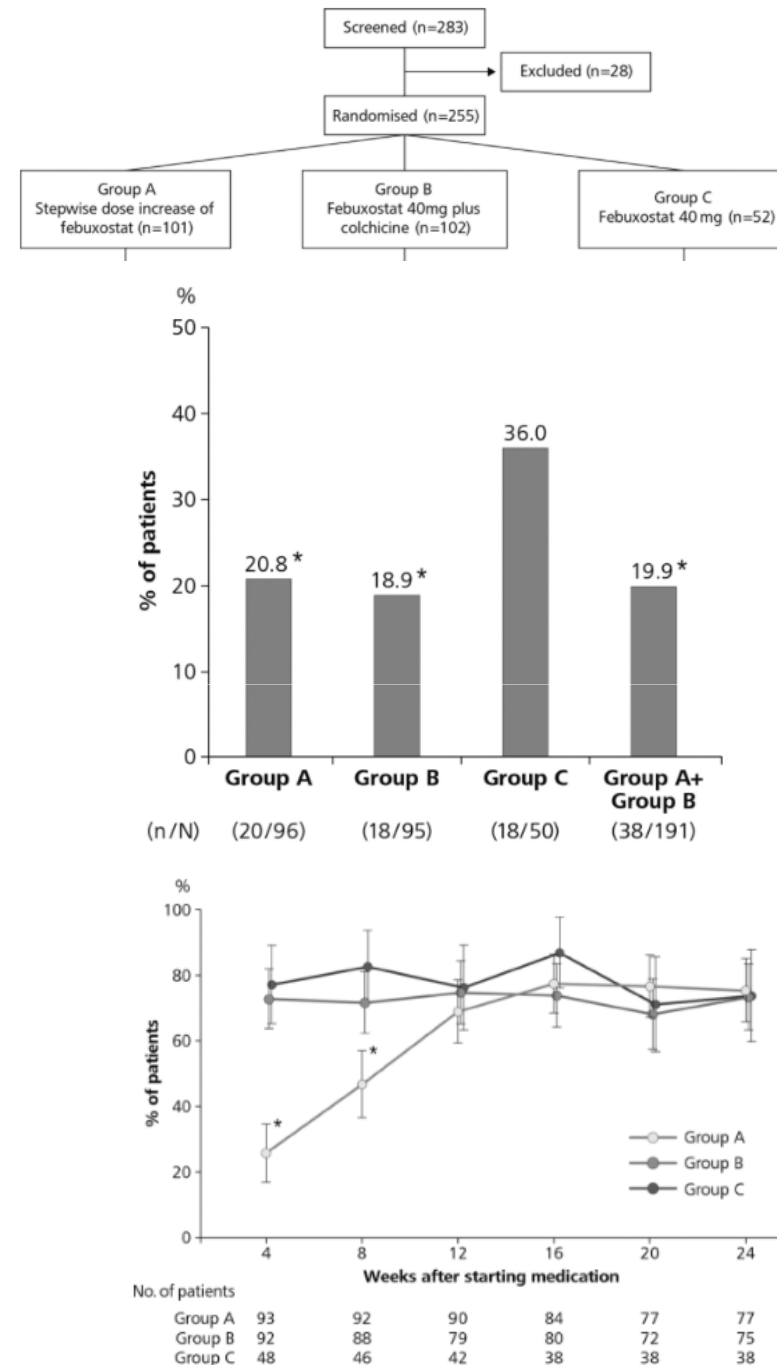 Screened (n=283)
Excluded (n=28)
Randomised (n=255)
Group A
Stepwise dose increase of
febuxostat (n=101)
Group B
Febuxostat 40mg plus
colchicine (n=102)
Group C
Febuxostat 40 mg (n=52)
%
50
40
30
20
10
0
% of patients
20.8 *
18.9 *
36.0
19.9 *
Group A Group B Group C Group A+
Group B
(n/N) (20/96) (18/95) (18/50) (38/191)
%
100
80
60
40
20
0
% of patients
*
*
Group A
Group B
Group C
4 8 12 16 20 24
Weeks after starting medication
No. of patients
Group A 93 92 90 84 77 77
Group B 92 88 79 80 72 75
Group C 48 46 42 38 38 38